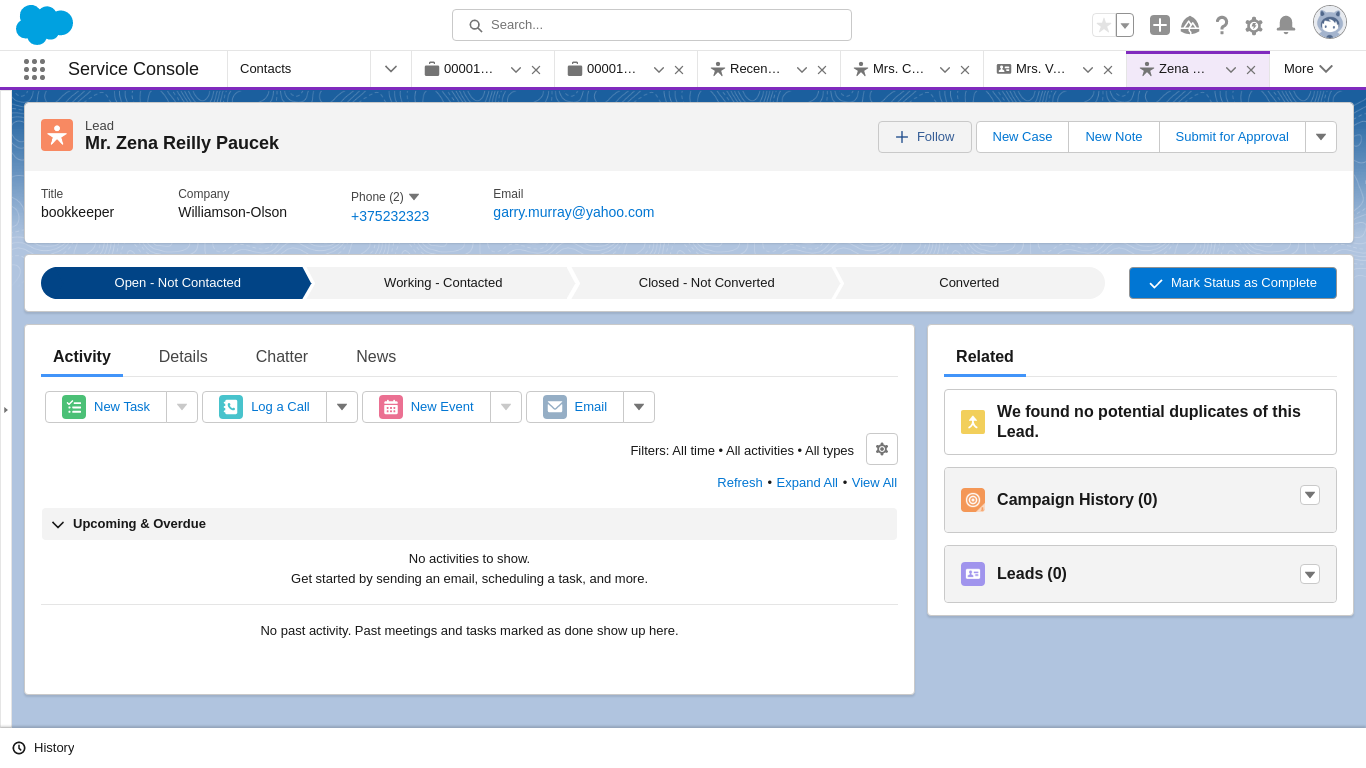 Search...
Service Console
Contacts
00001…
00001…
Recen…
Mrs. C…
Mrs. V…
Zena …
More
Lead
Mr. Zena Reilly Paucek
Follow
New Case
New Note
Submit for Approval
Title
bookkeeper
Company
Williamson-Olson
Phone (2)
+375232323
Email
garry.murray@yahoo.com
Open - Not Contacted
Working - Contacted
Closed - Not Converted
Converted
Mark Status as Complete
Activity
Details
Chatter
News
New Task
Log a Call
New Event
Email
Filters: All time • All activities • All types
Refresh • Expand All • View All
Upcoming & Overdue
No activities to show.
Get started by sending an email, scheduling a task, and more.
No past activity. Past meetings and tasks marked as done show up here.
Related
We found no potential duplicates of this
Lead.
Campaign History (0)
Leads (0)
History